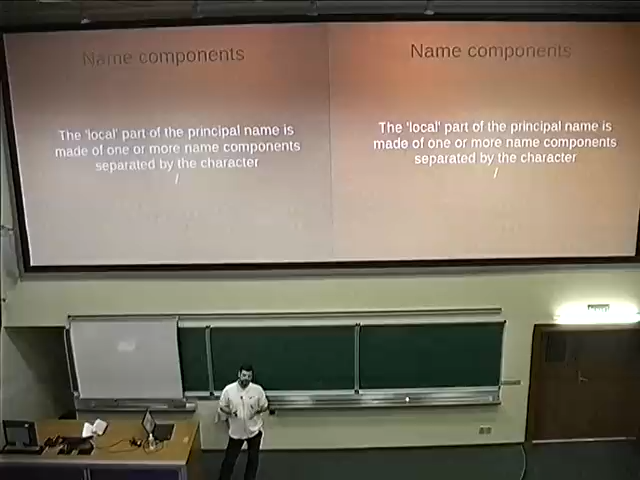 Name components
The 'local' part of the principal name is
made of one or more name components
separated by the character
/
Name components
The 'local' part of the principal name is
made of one or more name components
separated by the character
/